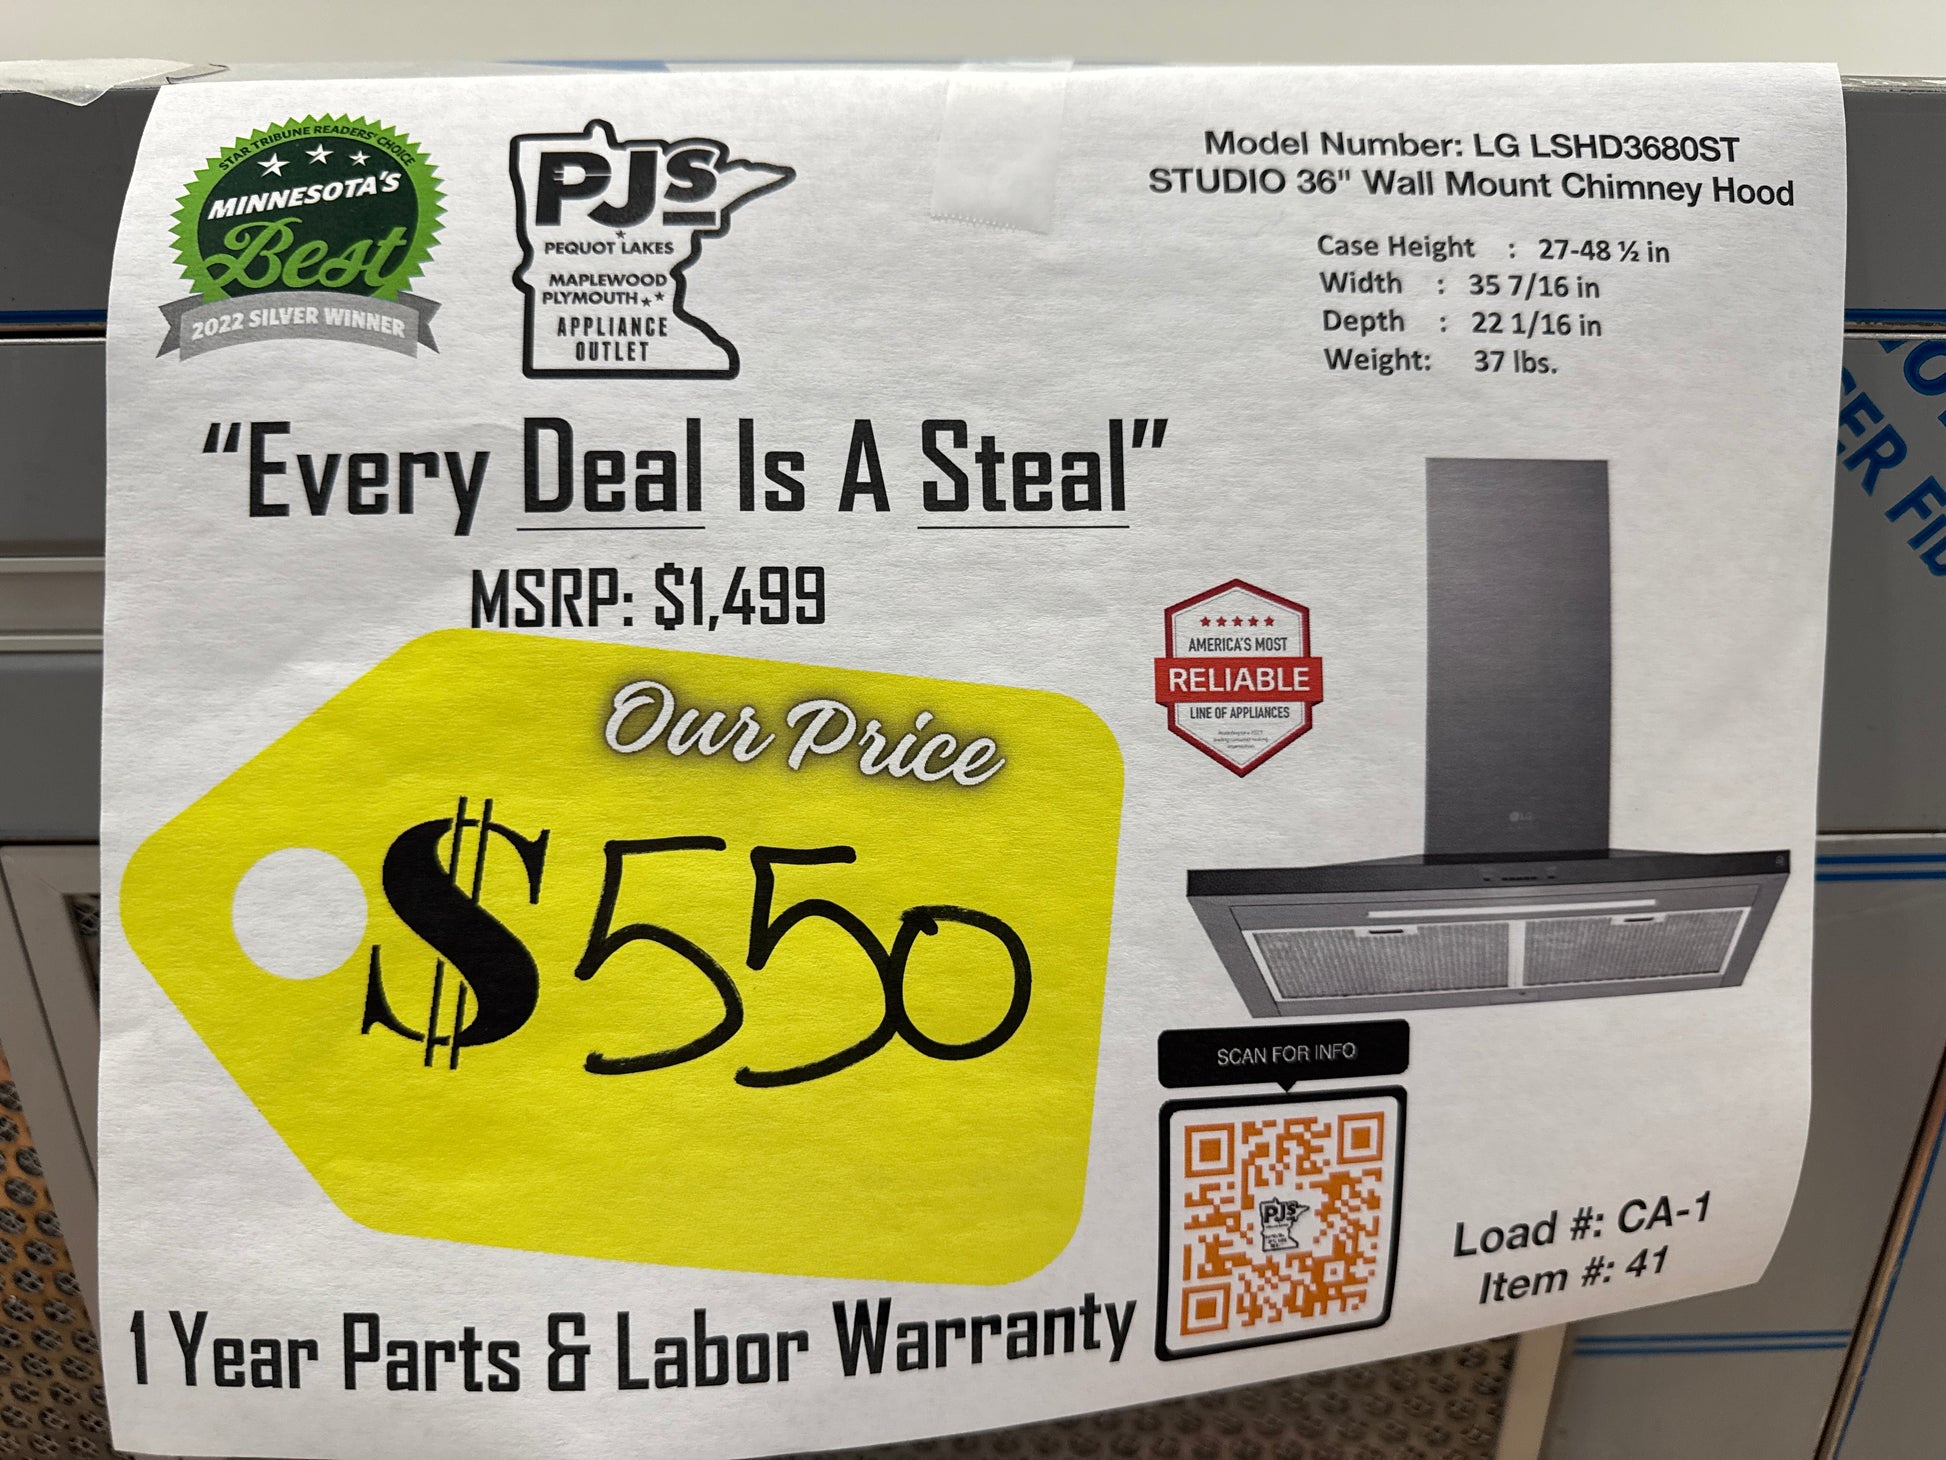 STAR TRIBUNE READERS' CHOICE
MINNESOTA'S
Best
2022 SILVER WINNER
PJS
PEQUOT LAKES
MAPLEWOOD
PLYMOUTH
APPLIANCE
OUTLET
Model Number: LG LSHD3680ST
STUDIO 36" Wall Mount Chimney Hood
Case Height : 27-48 ½ in
Width : 35 7/16 in
Depth : 22 1/16 in
Weight: 37 lbs.
"Every Deal Is A Steal"
MSRP: $1,499
Our Price
$550
AMERICA'S MOST
RELIABLE
LINE OF APPLIANCES
LG
SCAN FOR INFO
PJS
Load #: CA-1
Item #: 41
1 Year Parts & Labor Warranty